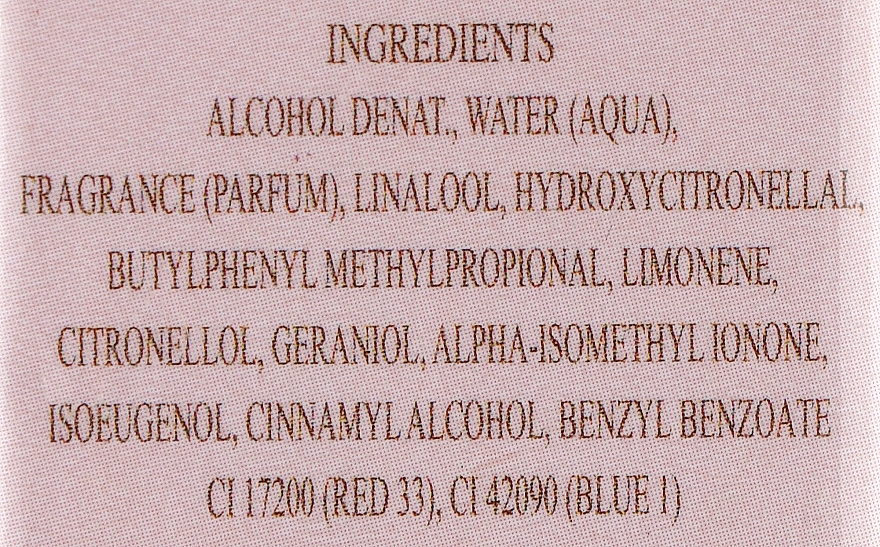 INGREDIENTS
ALCOHOL DENAT., WATER (AQUA),
FRAGRANCE (PARFUM), LINALOOL, HYDROXYCITRONELLAL,
BUTYLPHENYL METHYLPROPIONAL, LIMONENE,
CITRONELLOL, GERANIOL, ALPHA-ISOMETHYL IONONE,
ISOEUGENOL, CINNAMYL ALCOHOL, BENZYL BENZOATE
CI 17200 (RED 33), CI 42090 (BLUE 1)